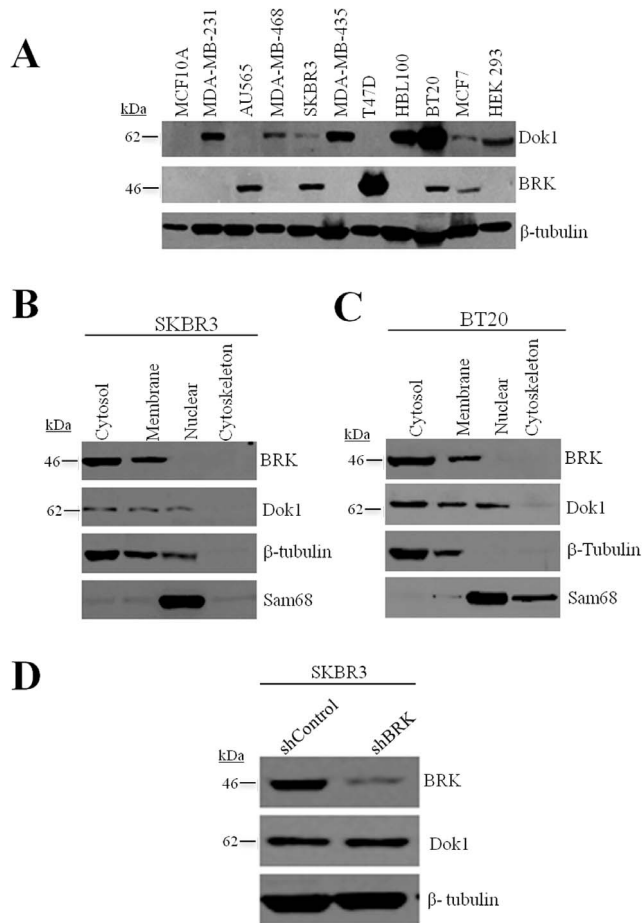 A
MCF10A
MDA-MB-231
AU565
MDA-MB-468
SKBR3
MDA-MB-435
T47D
HBL100
BT20
MCF7
HEK 293
kDa
62
Dok1
46
BRK
β-tubulin
B
SKBR3
Cytosol
Membrane
Nuclear
Cytoskeleton
kDa
46
BRK
62
Dok1
β-tubulin
Sam68
C
BT20
Cytosol
Membrane
Nuclear
Cytoskeleton
kDa
46
BRK
62
Dok1
β-Tubulin
Sam68
D
SKBR3
shControl
shBRK
kDa
46
BRK
62
Dok1
β- tubulin